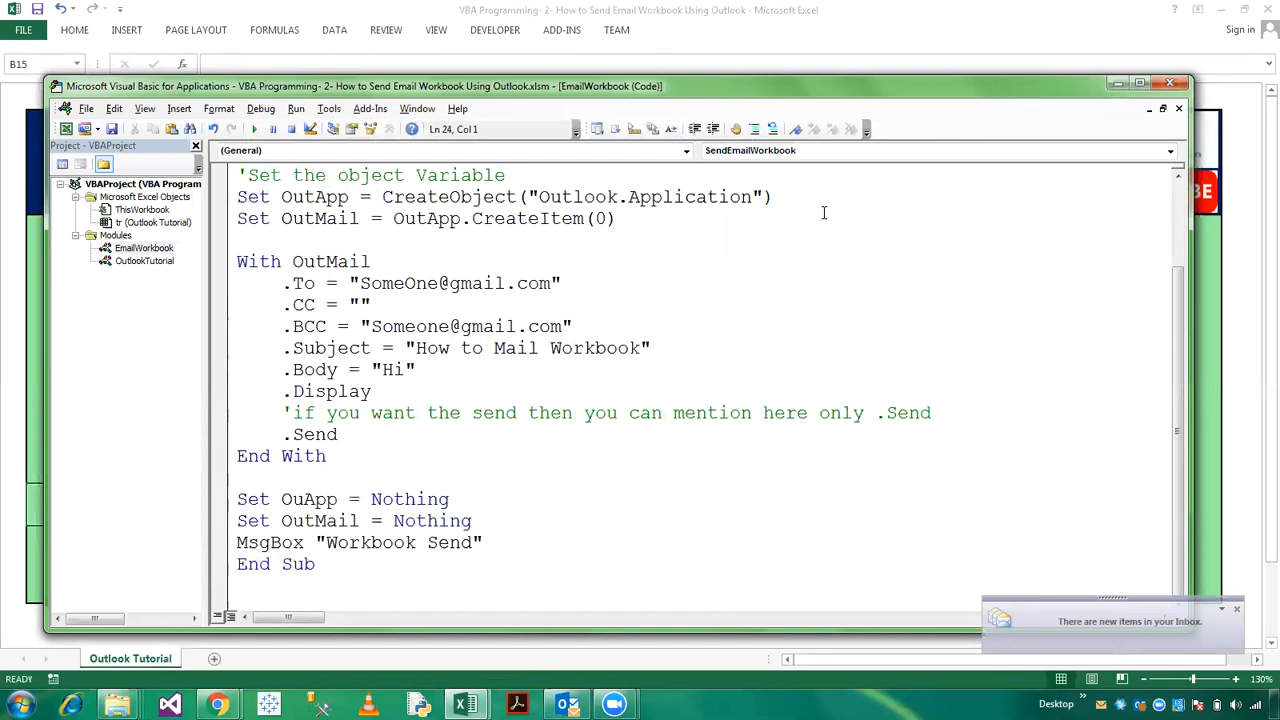 VBA Programming- 2- How to Send Email Workbook Using Outlook - Microsoft Excel
FILE HOME INSERT PAGE LAYOUT FORMULAS DATA REVIEW VIEW DEVELOPER ADD-INS TEAM Sign in
B15
Microsoft Visual Basic for Applications - VBA Programming- 2- How to Send Email Workbook Using Outlook.xlsm - [EmailWorkbook (Code)]
File Edit View Insert Format Debug Run Tools Add-Ins Window Help
Ln 24, Col 1
Project - VBAProject
(General) SendEmailWorkbook
VBAProject (VBA Program
Microsoft Excel Objects
ThisWorkbook
tr (Outlook Tutorial)
Modules
EmailWorkbook
OutlookTutorial
'Set the object Variable
Set OutApp = CreateObject("Outlook.Application")
Set OutMail = OutApp.CreateItem(0)
With OutMail
.To = "SomeOne@gmail.com"
.CC = ""
.BCC = "Someone@gmail.com"
.Subject = "How to Mail Workbook"
.Body = "Hi"
.Display
'if you want the send then you can mention here only .Send
.Send
End With
Set OuApp = Nothing
Set OutMail = Nothing
MsgBox "Workbook Send"
End Sub
There are new items in your Inbox.
Outlook Tutorial
READY 130%
Desktop